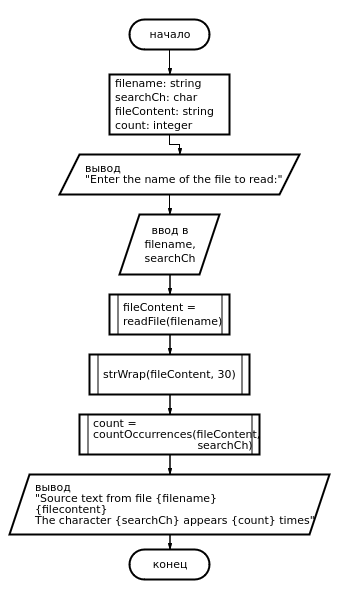 начало
filename: string
searchCh: char
fileContent: string
count: integer
вывод
"Enter the name of the file to read:"
ввод в
filename,
searchCh
fileContent =
readFile(filename)
strWrap(fileContent, 30)
count =
countOccurrences(fileContent,
searchCh)
вывод
"Source text from file {filename}
{filecontent}
The character {searchCh} appears {count} times"
конец